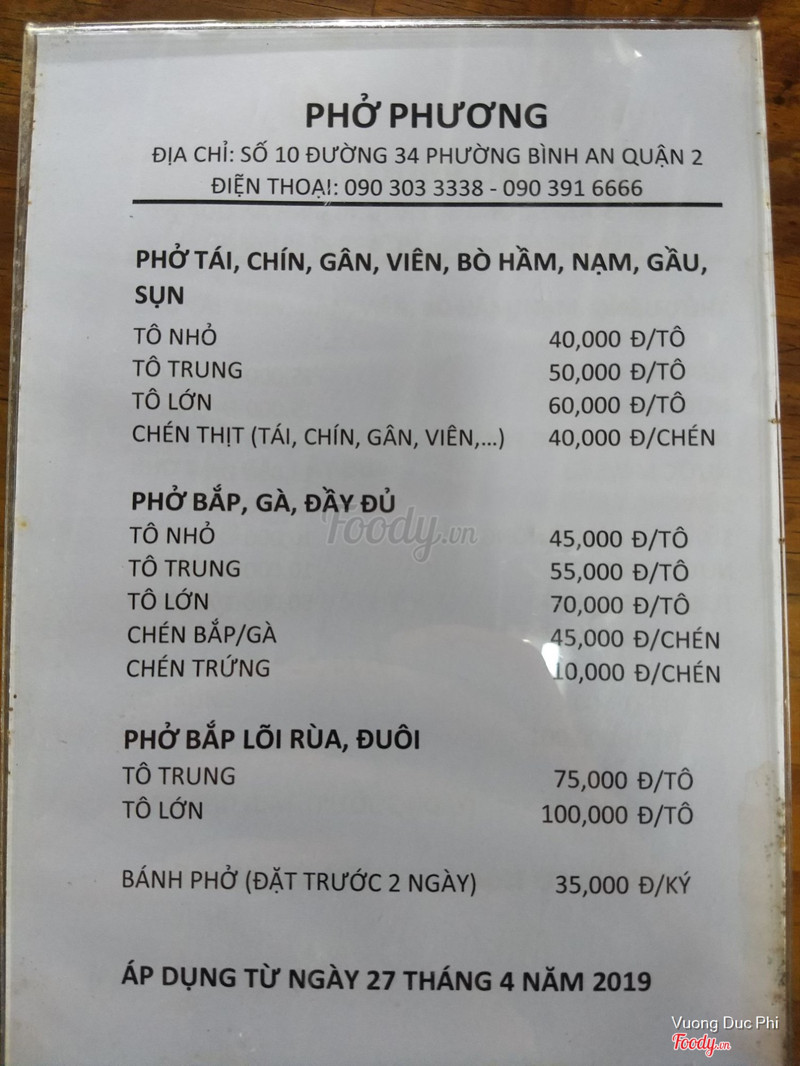 PHỞ PHƯƠNG
ĐỊA CHỈ: SỐ 10 ĐƯỜNG 34 PHƯỜNG BÌNH AN QUẬN 2
ĐIỆN THOẠI: 090 303 3338 - 090 391 6666
PHỞ TÁI, CHÍN, GÂN, VIÊN, BÒ HẦM, NẠM, GẦU,
SỤN
TÔ NHỎ 40,000 Đ/TÔ
TÔ TRUNG 50,000 Đ/TÔ
TÔ LỚN 60,000 Đ/TÔ
CHÉN THỊT (TÁI, CHÍN, GÂN, VIÊN,...) 40,000 Đ/CHÉN
PHỞ BẮP, GÀ, ĐẦY ĐỦ
Foody.vn
TÔ NHỎ 45,000 Đ/TÔ
TÔ TRUNG 55,000 Đ/TÔ
TÔ LỚN 70,000 Đ/TÔ
CHÉN BẮP/GÀ 45,000 Đ/CHÉN
CHÉN TRỨNG 10,000 Đ/CHÉN
PHỞ BẮP LÕI RÙA, ĐUÔI
TÔ TRUNG 75,000 Đ/TÔ
TÔ LỚN 100,000 Đ/TÔ
BÁNH PHỞ (ĐẶT TRƯỚC 2 NGÀY) 35,000 Đ/KÝ
ÁP DỤNG TỪ NGÀY 27 THÁNG 4 NĂM 2019
Vuong Duc Phi
Foody.vn